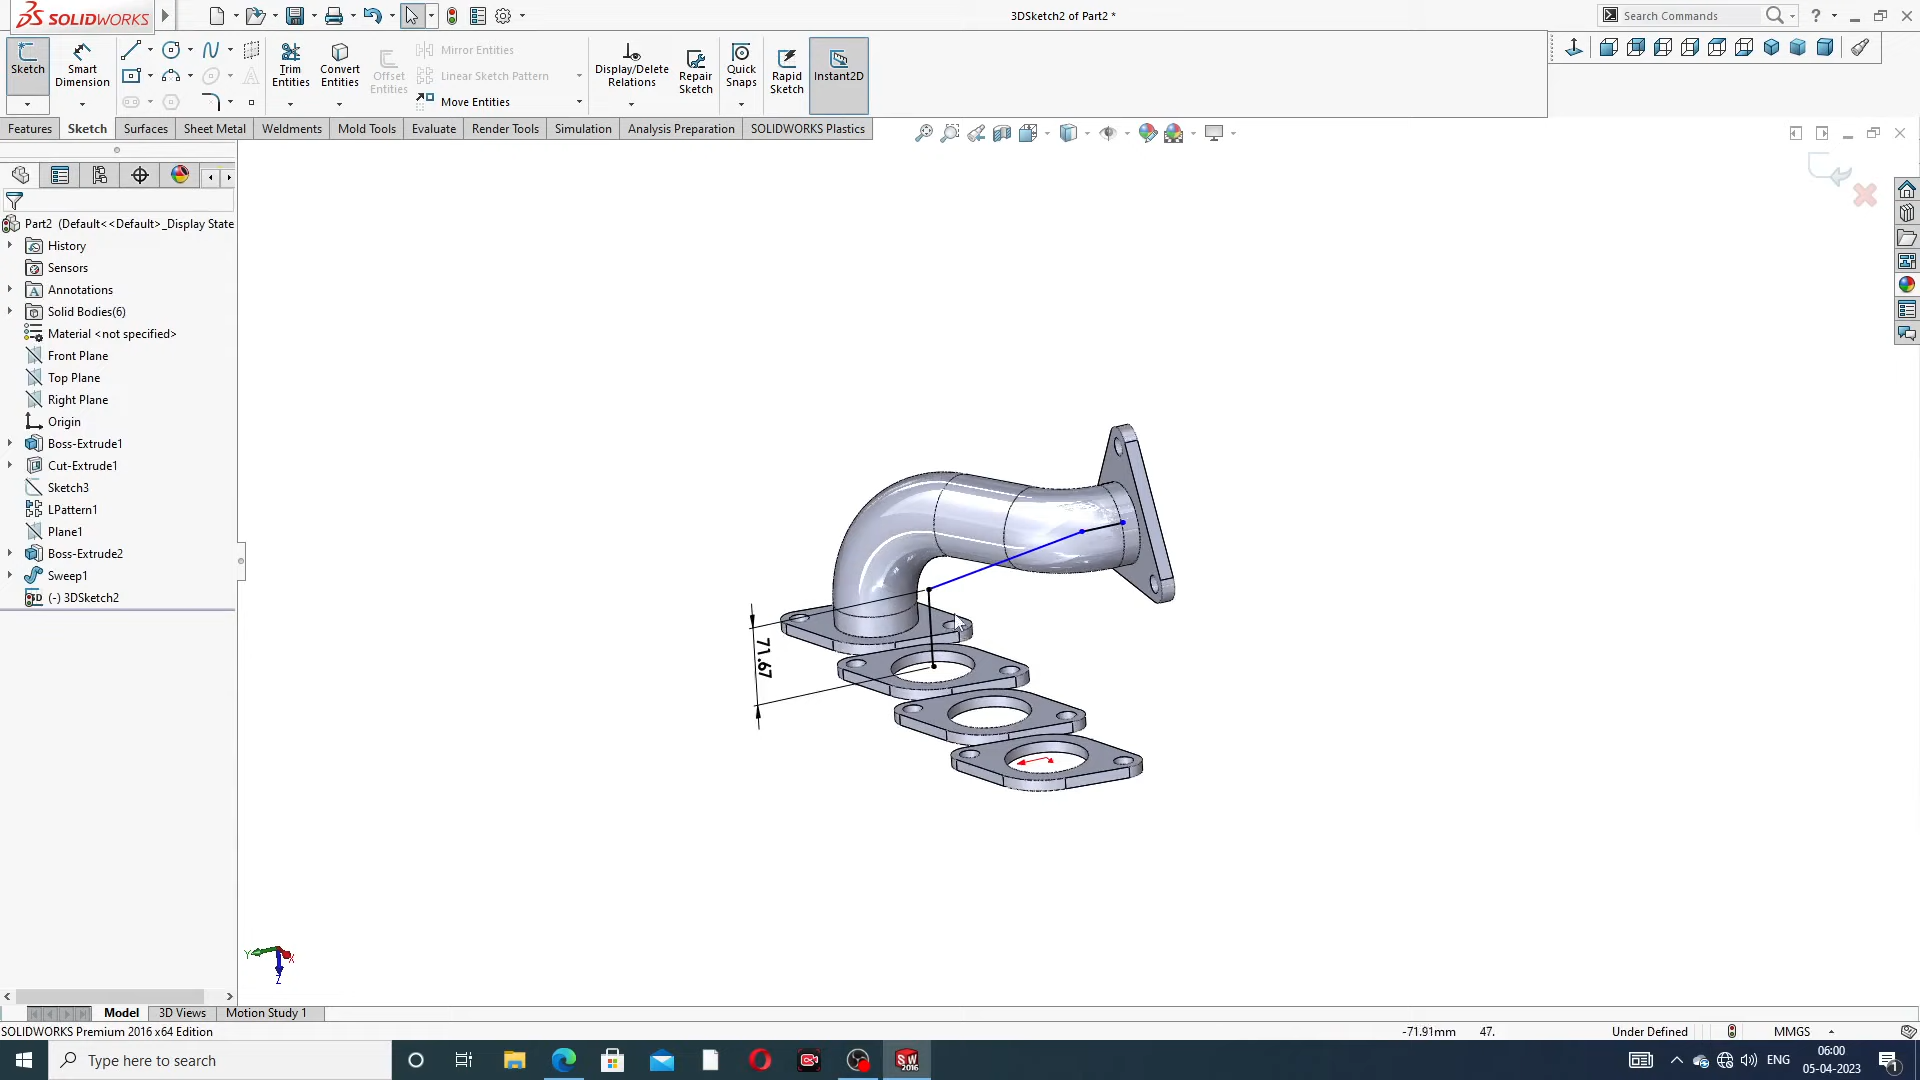 SOLIDWORKS
3DSketch2 of Part2 *
Search Commands
Sketch
Smart
Dimension
Trim
Entities
Convert
Entities
Offset
Entities
Mirror Entities
Linear Sketch Pattern
Move Entities
Display/Delete
Relations
Repair
Sketch
Quick
Snaps
Rapid
Sketch
Instant2D
Features
Sketch
Surfaces
Sheet Metal
Weldments
Mold Tools
Evaluate
Render Tools
Simulation
Analysis Preparation
SOLIDWORKS Plastics
Part2 (Default<<Default>_Display State
History
Sensors
Annotations
Solid Bodies(6)
Material <not specified>
Front Plane
Top Plane
Right Plane
Origin
Boss-Extrude1
Cut-Extrude1
Sketch3
LPattern1
Plane1
Boss-Extrude2
Sweep1
3D (-) 3DSketch2
71.67
Y
X
Z
Model
3D Views
Motion Study 1
SOLIDWORKS Premium 2016 x64 Edition
-71.91mm
47.
Under Defined
MMGS
Type here to search
SW
2016
ENG
06:00
05-04-2023
1